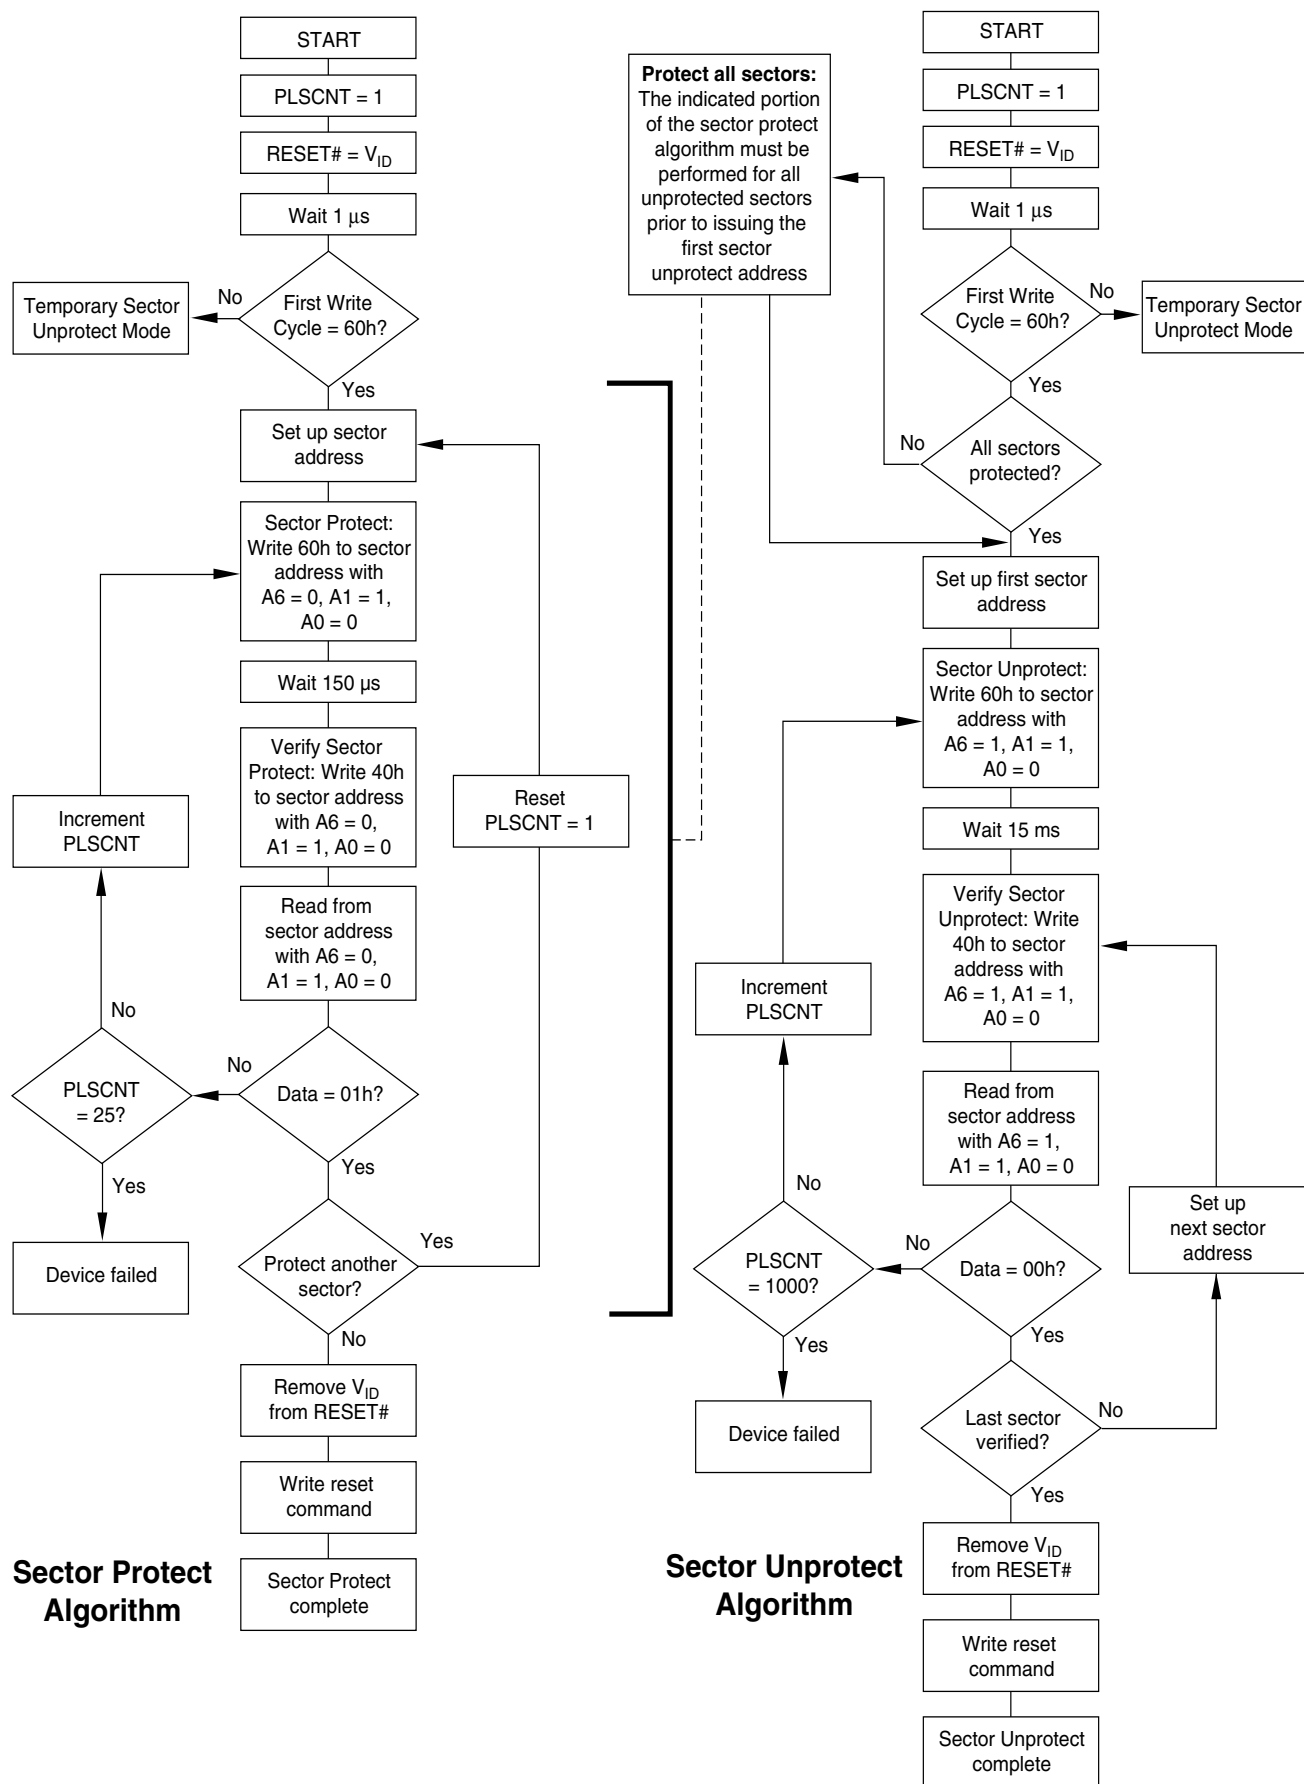 START
PLSCNT = 1
RESET# = VID
Wait 1 μs
First Write
Cycle = 60h?
No
Temporary Sector
Unprotect Mode
Yes
Set up sector
address
Sector Protect:
Write 60h to sector
address with
A6 = 0, A1 = 1,
A0 = 0
Wait 150 μs
Verify Sector
Protect: Write 40h
to sector address
with A6 = 0,
A1 = 1, A0 = 0
Increment
PLSCNT
Reset
PLSCNT = 1
Read from
sector address
with A6 = 0,
A1 = 1, A0 = 0
No
No
PLSCNT
= 25?
Data = 01h?
Yes
Yes
Device failed
Protect another
sector?
Yes
No
Remove VID
from RESET#
Write reset
command
Sector Protect
complete
Sector Protect
Algorithm
Protect all sectors:
The indicated portion
of the sector protect
algorithm must be
performed for all
unprotected sectors
prior to issuing the
first sector
unprotect address
START
PLSCNT = 1
RESET# = VID
Wait 1 μs
First Write
Cycle = 60h?
No
Temporary Sector
Unprotect Mode
Yes
No
All sectors
protected?
Yes
Set up first sector
address
Sector Unprotect:
Write 60h to sector
address with
A6 = 1, A1 = 1,
A0 = 0
Wait 15 ms
Verify Sector
Unprotect: Write
40h to sector
address with
A6 = 1, A1 = 1,
A0 = 0
Increment
PLSCNT
Read from
sector address
with A6 = 1,
A1 = 1, A0 = 0
No
No
PLSCNT
= 1000?
Data = 00h?
Set up
next sector
address
Yes
Yes
Device failed
Last sector
verified?
No
Yes
Remove VID
from RESET#
Write reset
command
Sector Unprotect
complete
Sector Unprotect
Algorithm